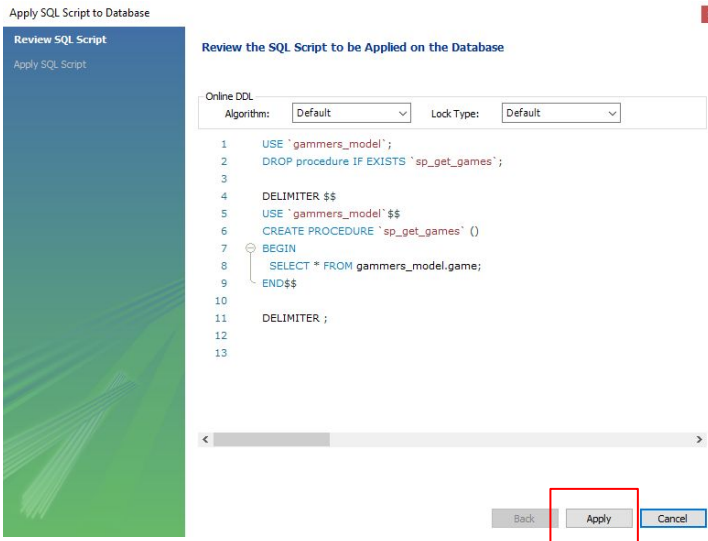 Apply SQL Script to Database
Review SQL Script
Apply SQL Script
Review the SQL Script to be Applied on the Database
Online DDL
Algorithm: Default Lock Type: Default
1 USE `gammers_model`;
2 DROP procedure IF EXISTS `sp_get_games`;
3
4 DELIMITER $$
5 USE `gammers_model`$$
6 CREATE PROCEDURE `sp_get_games` ()
7 BEGIN
8 SELECT * FROM gammers_model.game;
9 END$$
10
11 DELIMITER ;
12
13
Back Apply Cancel